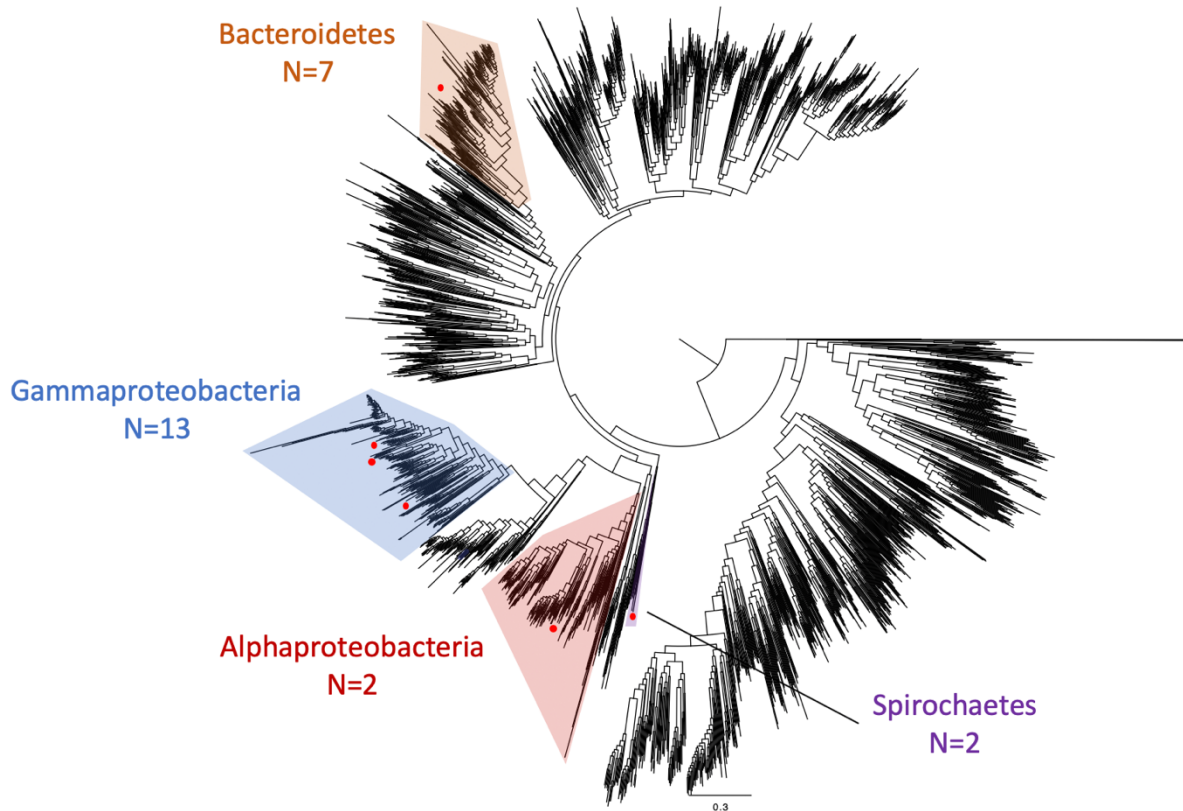 Bacteroidetes
N=7
Gammaproteobacteria
N=13
Alphaproteobacteria
N=2
Spirochaetes
N=2
0.3